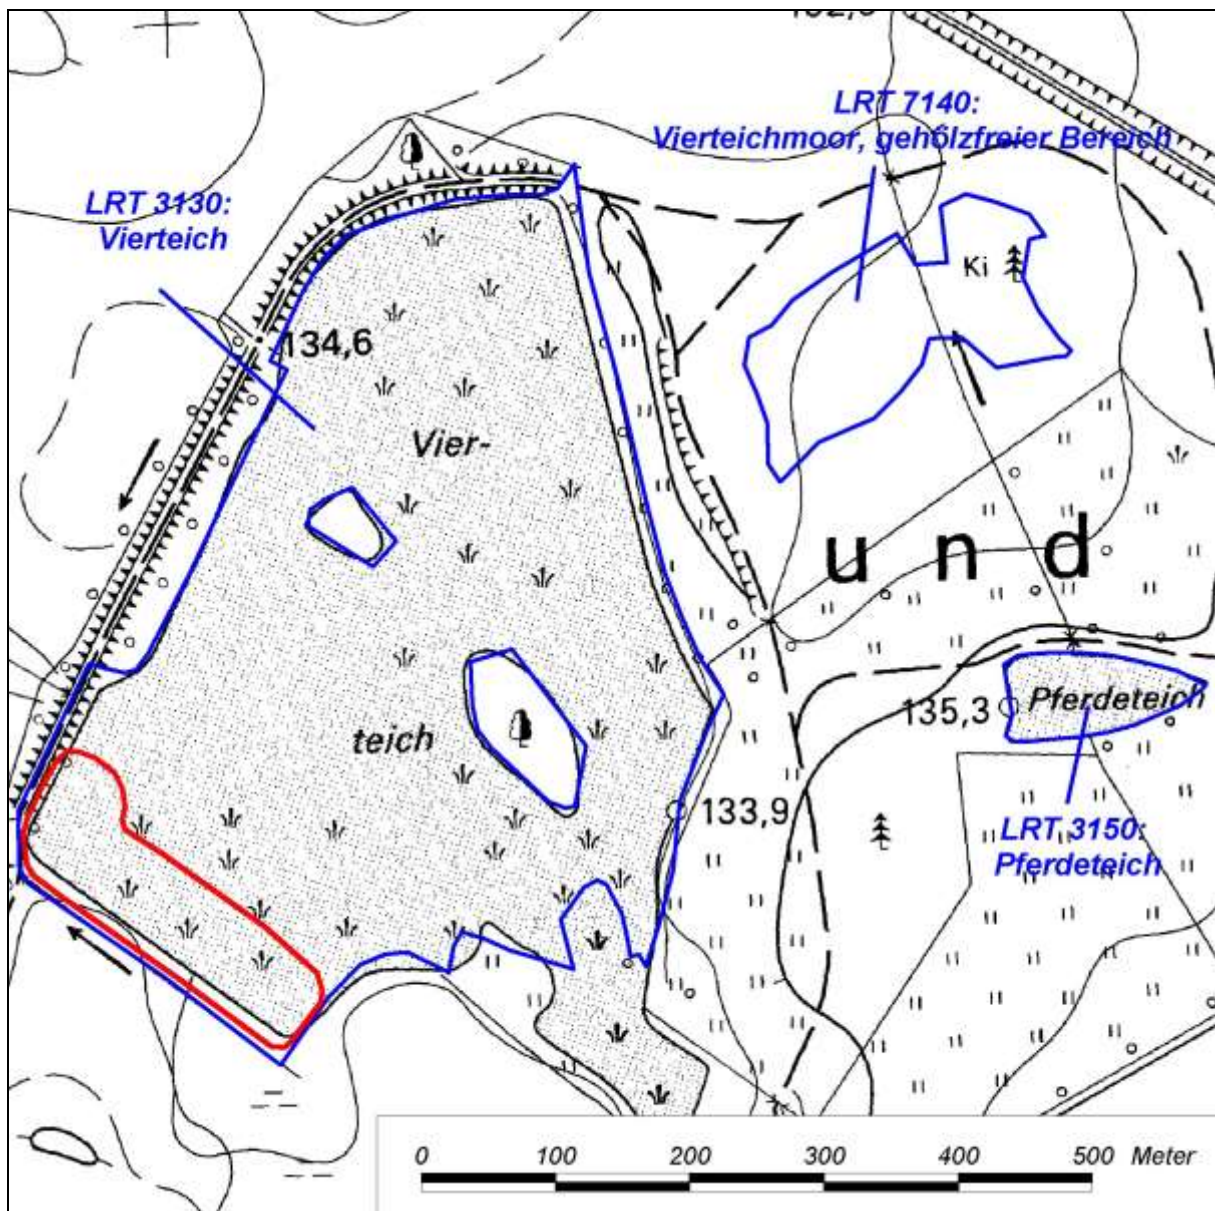 LRT 7140:
Vierteichmoor, gehölzfreier Bereich
LRT 3130:
Vierteich
Ki
134,6
Vier-
und
teich
Pferdeteich
135,3
133,9
LRT 3150:
Pferdeteich
0 100 200 300 400 500 Meter